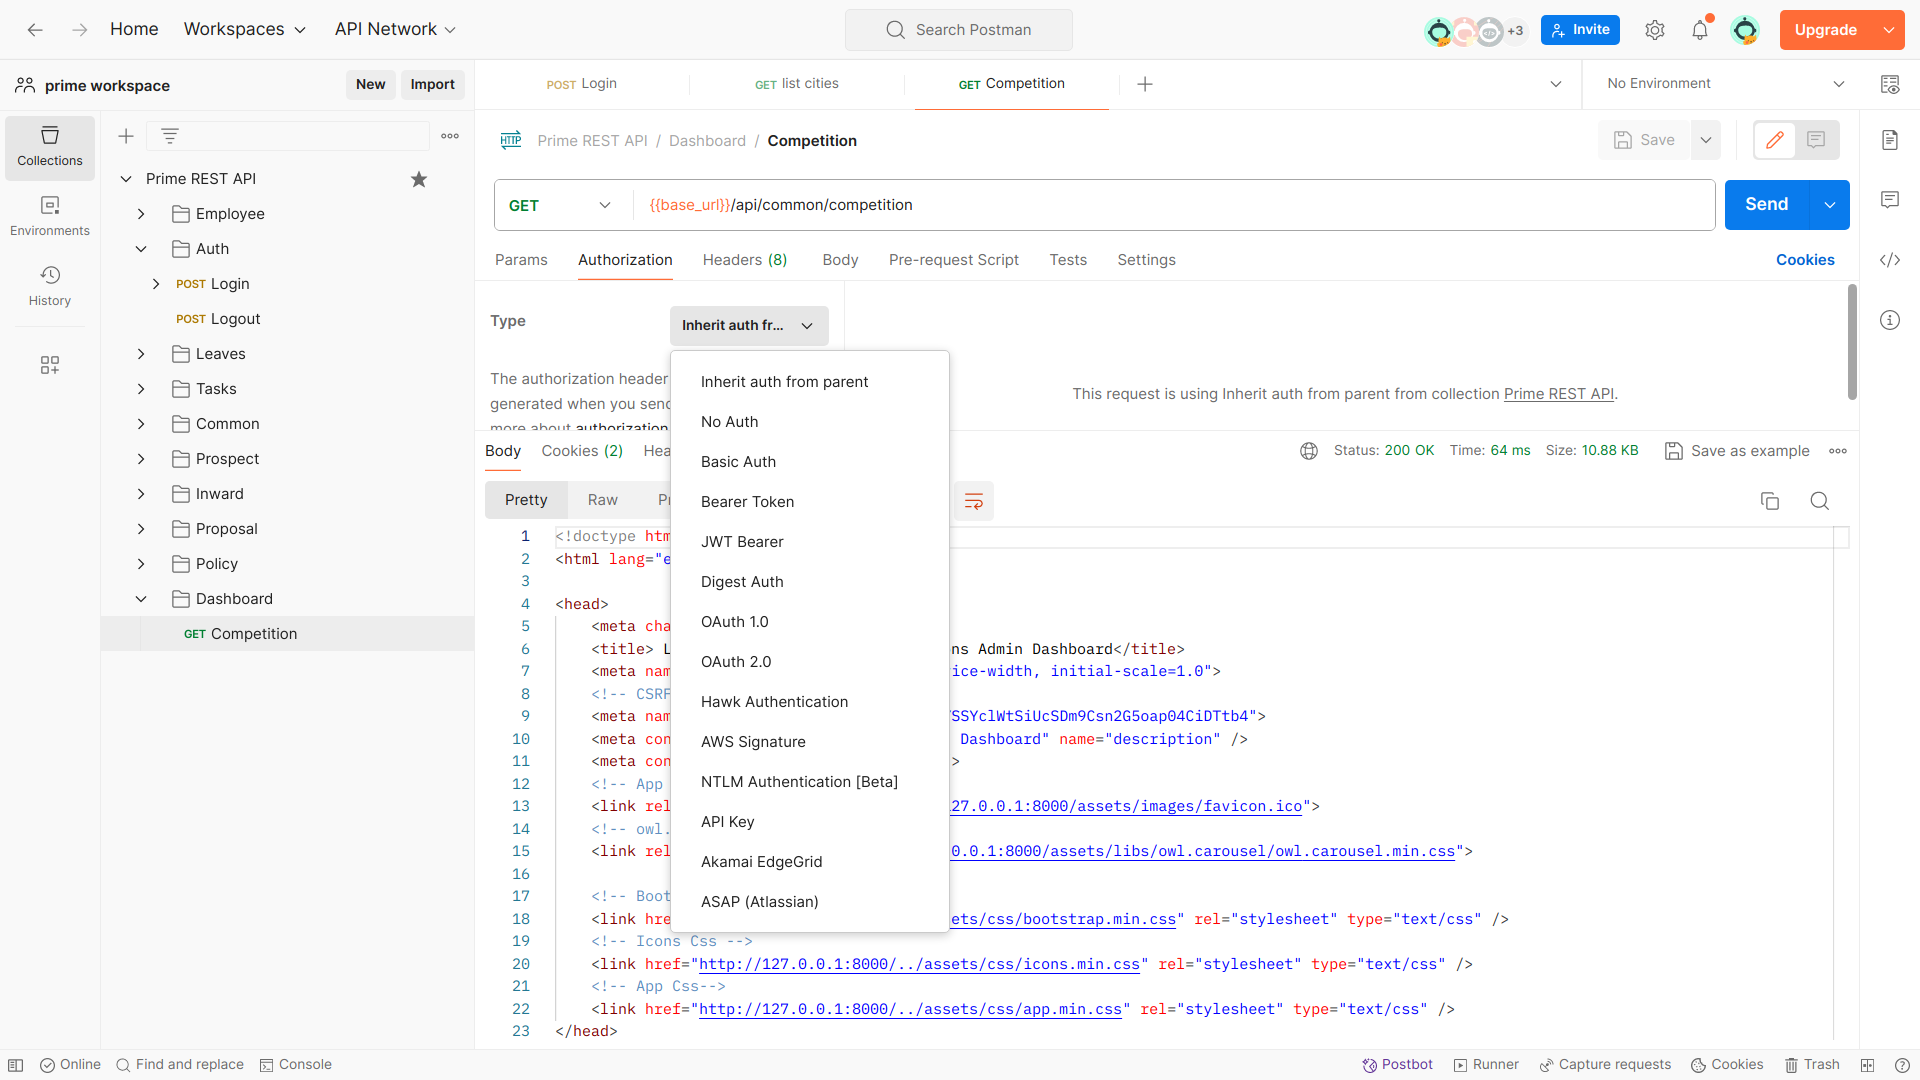 Home
Workspaces
API Network
Search Postman
+3
Invite
Upgrade
prime workspace
New
Import
POST Login
GET list cities
GET Competition
No Environment
Collections
Environments
History
Prime REST API
Employee
Auth
POST Login
POST Logout
Leaves
Tasks
Common
Prospect
Inward
Proposal
Policy
Dashboard
GET Competition
HTTP
Prime REST API / Dashboard / Competition
Save
GET
{{base_url}}/api/common/competition
Send
Params
Authorization
Headers (8)
Body
Pre-request Script
Tests
Settings
Cookies
Type
Inherit auth fr...
The authorization header
generated when you send
more about authorization
This request is using Inherit auth from parent from collection Prime REST API.
Inherit auth from parent
No Auth
Basic Auth
Bearer Token
JWT Bearer
Digest Auth
OAuth 1.0
OAuth 2.0
Hawk Authentication
AWS Signature
NTLM Authentication [Beta]
API Key
Akamai EdgeGrid
ASAP (Atlassian)
Body
Cookies (2)
Hea
Status: 200 OK
Time: 64 ms
Size: 10.88 KB
Save as example
Pretty
Raw
1 <!doctype htm
2 <html lang="e
3
4 <head>
5 <meta cha
6 <title> L ns Admin Dashboard</title>
7 <meta nam ice-width, initial-scale=1.0">
8 <!-- CSRF
9 <meta nam SSYclWtSiUcSDm9Csn2G5oap04CiDTtb4">
10 <meta con Dashboard" name="description" />
11 <meta con >
12 <!-- App
13 <link rel 27.0.0.1:8000/assets/images/favicon.ico">
14 <!-- owl.
15 <link rel 0.0.1:8000/assets/libs/owl.carousel/owl.carousel.min.css">
16
17 <!-- Boot
18 <link hre ets/css/bootstrap.min.css" rel="stylesheet" type="text/css" />
19 <!-- Icons Css -->
20 <link href="http://127.0.0.1:8000/../assets/css/icons.min.css" rel="stylesheet" type="text/css" />
21 <!-- App Css-->
22 <link href="http://127.0.0.1:8000/../assets/css/app.min.css" rel="stylesheet" type="text/css" />
23 </head>
Online
Find and replace
Console
Postbot
Runner
Capture requests
Cookies
Trash